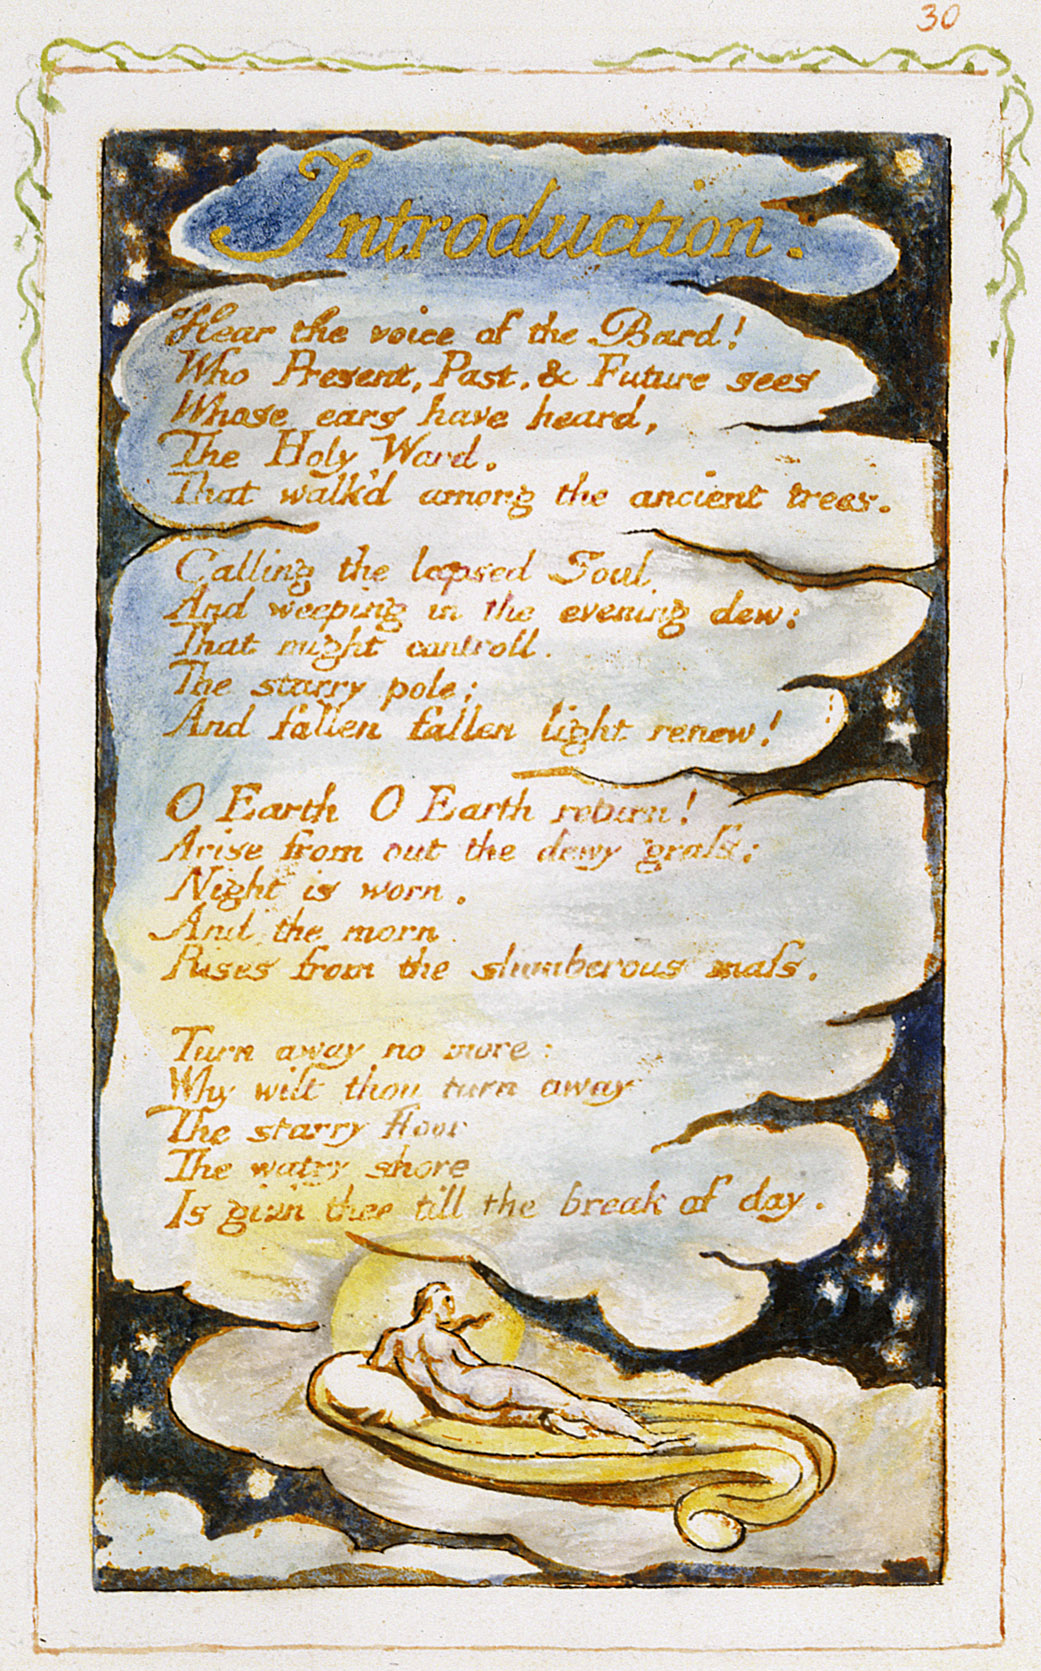 30
Introduction.
Hear the voice of the Bard!
Who Present, Past, & Future sees
Whose ears have heard,
The Holy Word.
That walk'd among the ancient trees.
Calling the lapsed Soul
And weeping in the evening dew:
That might controll.
The starry pole;
And fallen fallen light renew!
O Earth O Earth return!
Arise from out the dewy graſs;
Night is worn.
And the morn
Rises from the slumberous maſs.
Turn away no more:
Why wilt thou turn away
The starry floor
The watry shore
Is giv'n thee till the break of day.